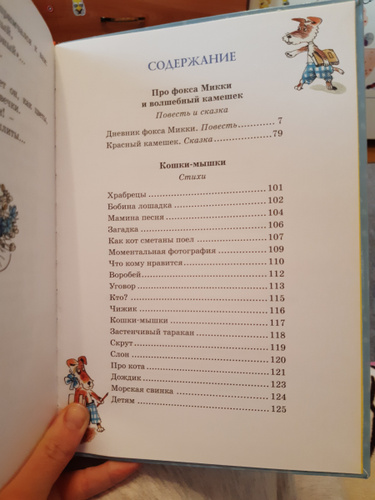 СОДЕРЖАНИЕ
Про фокса Микки
и волшебный камешек
Повесть и сказка
Дневник фокса Микки. Повесть 7
Красный камешек. Сказка 79
Кошки-мышки
Стихи
Храбрецы 101
Бобина лошадка 102
Мамина песня 104
Загадка 106
Как кот сметаны поел 107
Моментальная фотография 109
Что кому нравится 110
Воробей 112
Уговор 113
Кто? 115
Чижик 116
Кошки-мышки 117
Застенчивый таракан 118
Скрут 119
Слон 120
Про кота 121
Дождик 123
Морская свинка 124
Детям 125